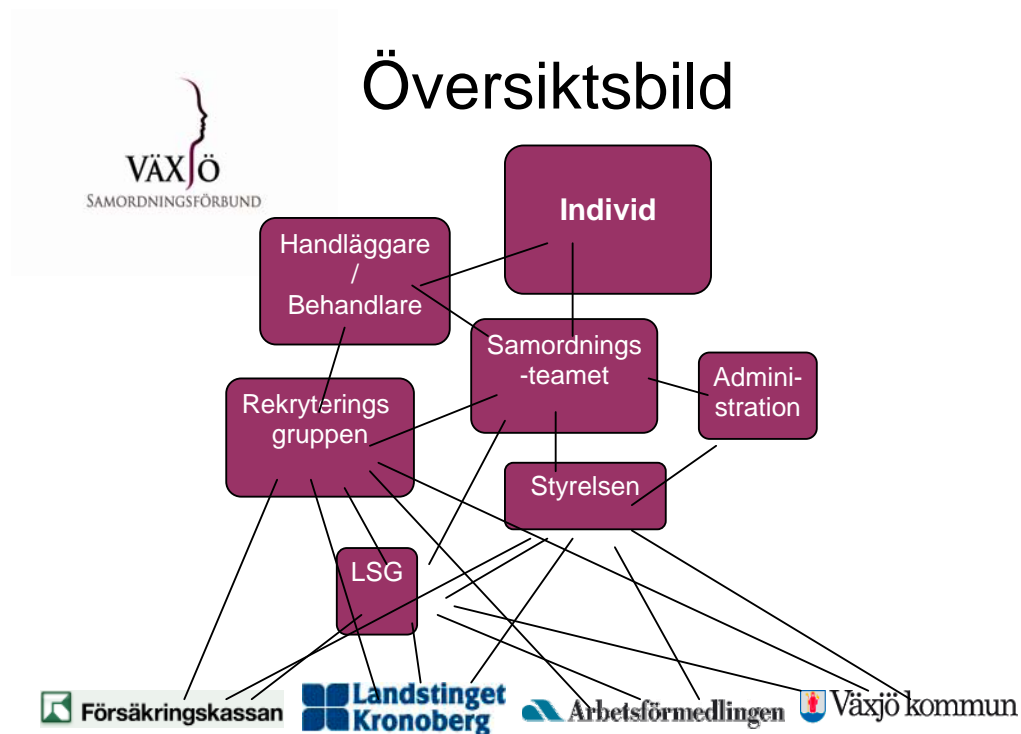 Översiktsbild
VÄXJÖ
SAMORDNINGSFÖRBUND
Individ
Handläggare
/
Behandlare
Samordnings
-teamet
Admini-
stration
Rekryterings
gruppen
Styrelsen
LSG
Försäkringskassan
Landstinget
Kronoberg
Arbetsförmedlingen
Växjö kommun